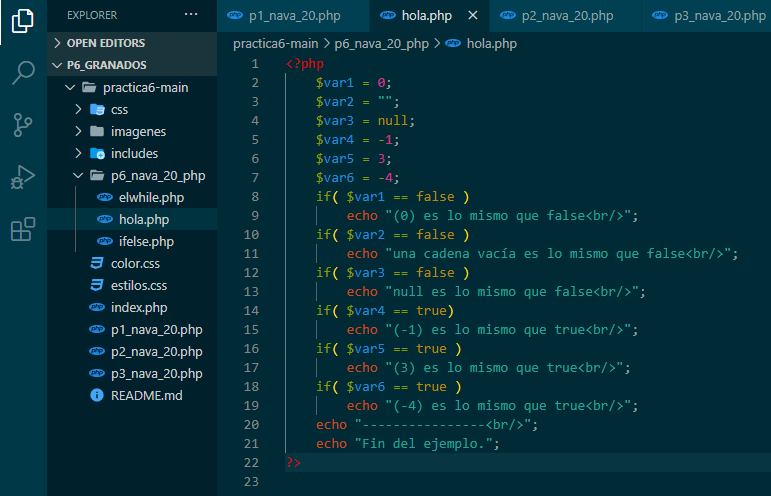 EXPLORER
OPEN EDITORS
P6_GRANADOS
practica6-main
css
imagenes
includes
p6_nava_20_php
elwhile.php
hola.php
ifelse.php
color.css
estilos.css
index.php
p1_nava_20.php
p2_nava_20.php
p3_nava_20.php
README.md
php p1_nava_20.php
php hola.php
php p2_nava_20.php
php p3_nava_20.php
practica6-main > p6_nava_20_php > php hola.php
1 <?php
2 $var1 = 0;
3 $var2 = "";
4 $var3 = null;
5 $var4 = -1;
6 $var5 = 3;
7 $var6 = -4;
8 if( $var1 == false )
9 echo "(0) es lo mismo que false<br/>";
10 if( $var2 == false )
11 echo "una cadena vacía es lo mismo que false<br/>";
12 if( $var3 == false )
13 echo "null es lo mismo que false<br/>";
14 if( $var4 == true)
15 echo "(-1) es lo mismo que true<br/>";
16 if( $var5 == true )
17 echo "(3) es lo mismo que true<br/>";
18 if( $var6 == true )
19 echo "(-4) es lo mismo que true<br/>";
20 echo "----------------<br/>";
21 echo "Fin del ejemplo.";
22 ?>
23